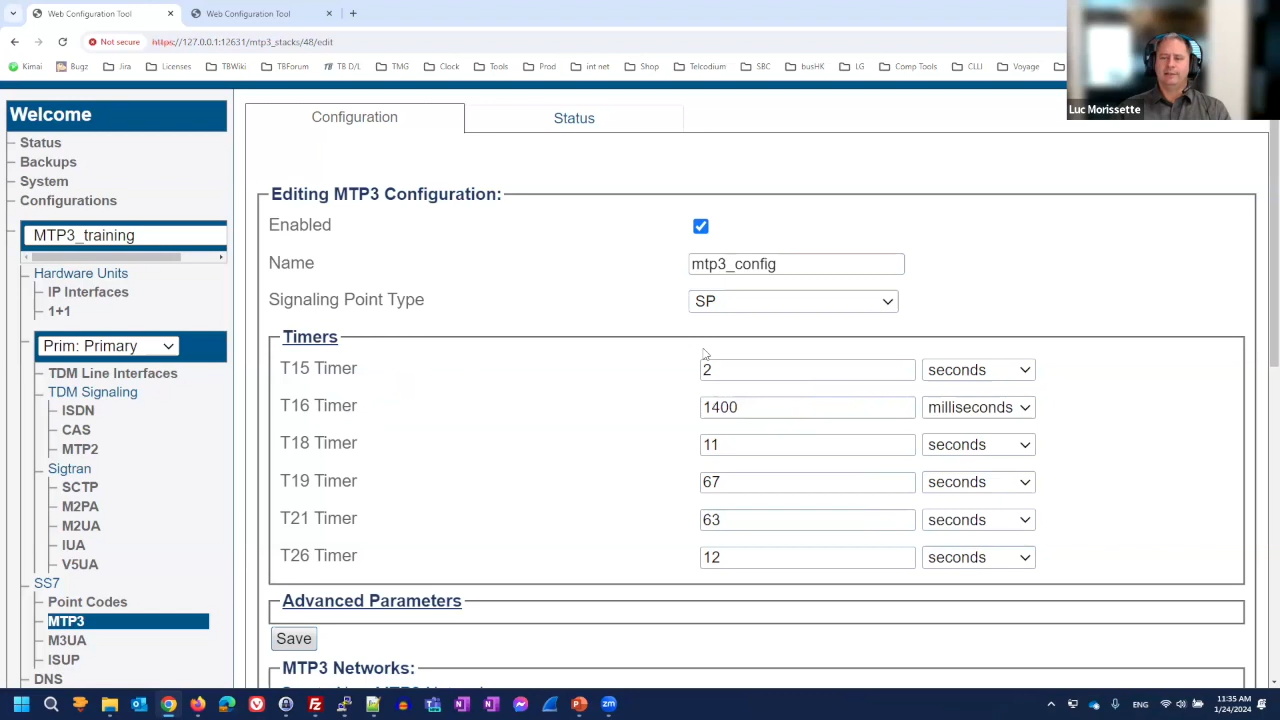 Web Configuration Tool
Web Configuration Tool
Not secure
https://127.0.0.1:12631/mtp3_stacks/48/edit
Kimai
Bugz
Jira
Licenses
TBWiki
TBForum
TB D/L
TMG
Clock
Tools
Prod
int net
Shop
Telcodium
SBC
busHK
LG
Comp Tools
CLLI
Voyage
Luc Morissette
Welcome
Status
Backups
System
Configurations
MTP3_training
Hardware Units
IP Interfaces
1+1
Prim: Primary
TDM Line Interfaces
TDM Signaling
ISDN
CAS
MTP2
Sigtran
SCTP
M2PA
M2UA
IUA
V5UA
SS7
Point Codes
MTP3
M3UA
ISUP
DNS
Configuration
Status
Editing MTP3 Configuration:
Enabled
Name mtp3_config
Signaling Point Type SP
Timers
T15 Timer 2 seconds
T16 Timer 1400 milliseconds
T18 Timer 11 seconds
T19 Timer 67 seconds
T21 Timer 63 seconds
T26 Timer 12 seconds
Advanced Parameters
Save
MTP3 Networks:
ENG
11:35 AM
1/24/2024